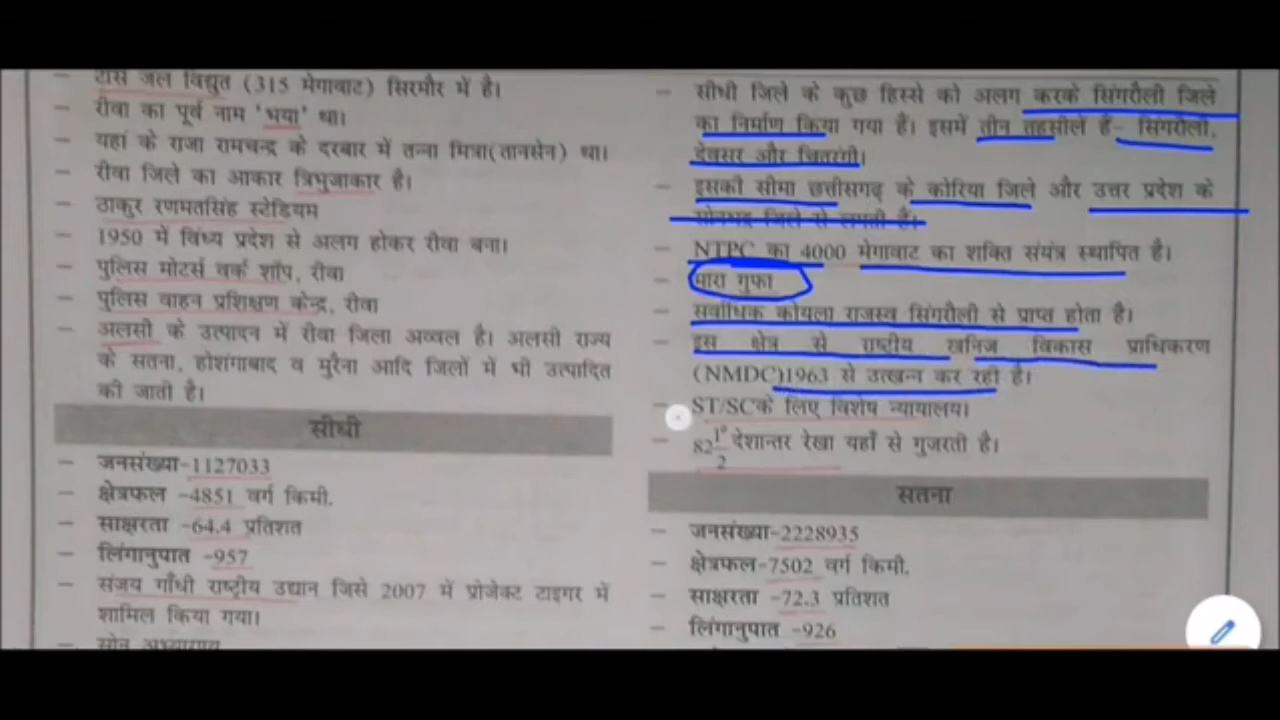 – टोंस जल विद्युत (315 मेगावाट) सिरमौर में है।
– रीवा का पूर्व नाम 'भया' था।
– यहां के राजा रामचन्द्र के दरबार में तन्ना मित्रा(तानसेन) था।
– रीवा जिले का आकार त्रिभुजाकार है।
– ठाकुर रणमतसिंह स्टेडियम
– 1950 में विंध्य प्रदेश से अलग होकर रीवा बना।
– पुलिस मोटर्स वर्क शॉप, रीवा
– पुलिस वाहन प्रशिक्षण केन्द्र, रीवा
– अलसी के उत्पादन में रीवा जिला अव्वल है। अलसी राज्य
के सतना, होशंगाबाद व मुरैना आदि जिलों में भी उत्पादित
की जाती है।
सीधी
– जनसंख्या-1127033
– क्षेत्रफल -4851 वर्ग किमी.
– साक्षरता -64.4 प्रतिशत
– लिंगानुपात -957
– संजय गाँधी राष्ट्रीय उद्यान जिसे 2007 में प्रोजेक्ट टाइगर में
शामिल किया गया।
सोन अभ्यारण्य
– सीधी जिले के कुछ हिस्से को अलग करके सिंगरौली जिले
का निर्माण किया गया है। इसमें तीन तहसीलें हैं- सिंगरौली,
देवसर और चितरंगी।
– इसकी सीमा छत्तीसगढ़ के कोरिया जिले और उत्तर प्रदेश के
सोनभद्र जिले से लगती है।
– NTPC का 4000 मेगावाट का शक्ति संयंत्र स्थापित है।
– मारा गुफा
– सर्वाधिक कोयला राजस्व सिंगरौली से प्राप्त होता है।
– इस क्षेत्र से राष्ट्रीय खनिज विकास प्राधिकरण
(NMDC)1963 से उत्खनन कर रही है।
– ST/SCके लिए विशेष न्यायालय।
– 82 1°/2 देशान्तर रेखा यहाँ से गुजरती है।
सतना
– जनसंख्या-2228935
– क्षेत्रफल-7502 वर्ग किमी.
– साक्षरता -72.3 प्रतिशत
– लिंगानुपात -926